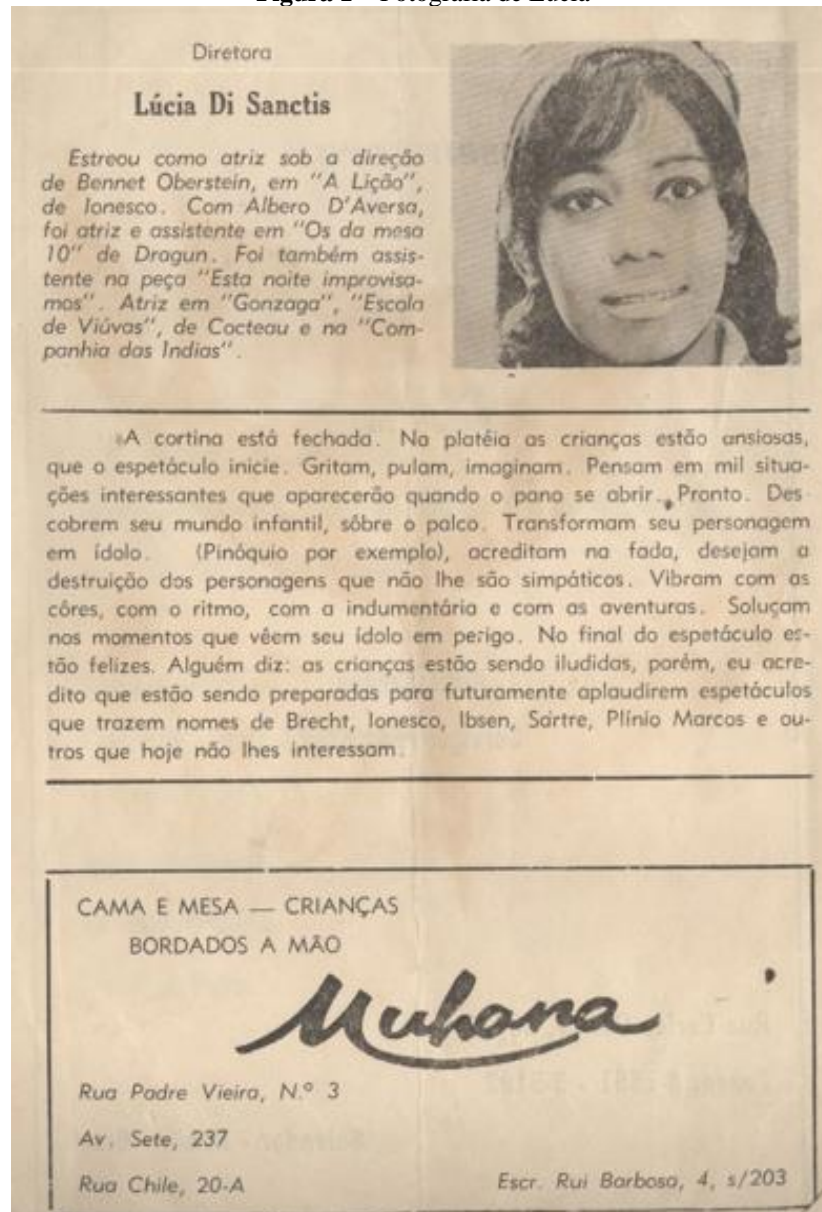 Diretora
Lúcia Di Sanctis
Estreou como atriz sob a direção
de Bennet Oberstein, em "A Lição",
de Ionesco. Com Albero D'Aversa,
foi atriz e assistente em "Os da mesa
10" de Dragun. Foi também assis-
tente na peça "Esta noite improvisa-
mos". Atriz em "Gonzaga", "Escola
de Viúvas", de Cocteau e na "Com-
panhia das Indias".
A cortina está fechada. Na platéia as crianças estão ansiosas,
que o espetáculo inicie. Gritam, pulam, imaginam. Pensam em mil situa-
ções interessantes que aparecerão quando o pano se abrir. Pronto. Des
cobrem seu mundo infantil, sôbre o palco. Transformam seu personagem
em ídolo. (Pinóquio por exemplo), acreditam na fada, desejam a
destruição dos personagens que não lhe são simpáticos. Vibram com as
côres, com o ritmo, com a indumentária e com as aventuras. Soluçam
nos momentos que vêem seu ídolo em perigo. No final do espetáculo es-
tão felizes. Alguém diz: as crianças estão sendo iludidas, porém, eu acre-
dito que estão sendo preparadas para futuramente aplaudirem espetáculos
que trazem nomes de Brecht, Ionesco, Ibsen, Sartre, Plínio Marcos e ou-
tros que hoje não lhes interessam.
CAMA E MESA — CRIANÇAS
BORDADOS A MÃO
Muhana
Rua Padre Vieira, N.º 3
Av. Sete, 237
Rua Chile, 20-A
Escr. Rui Barbosa, 4, s/203